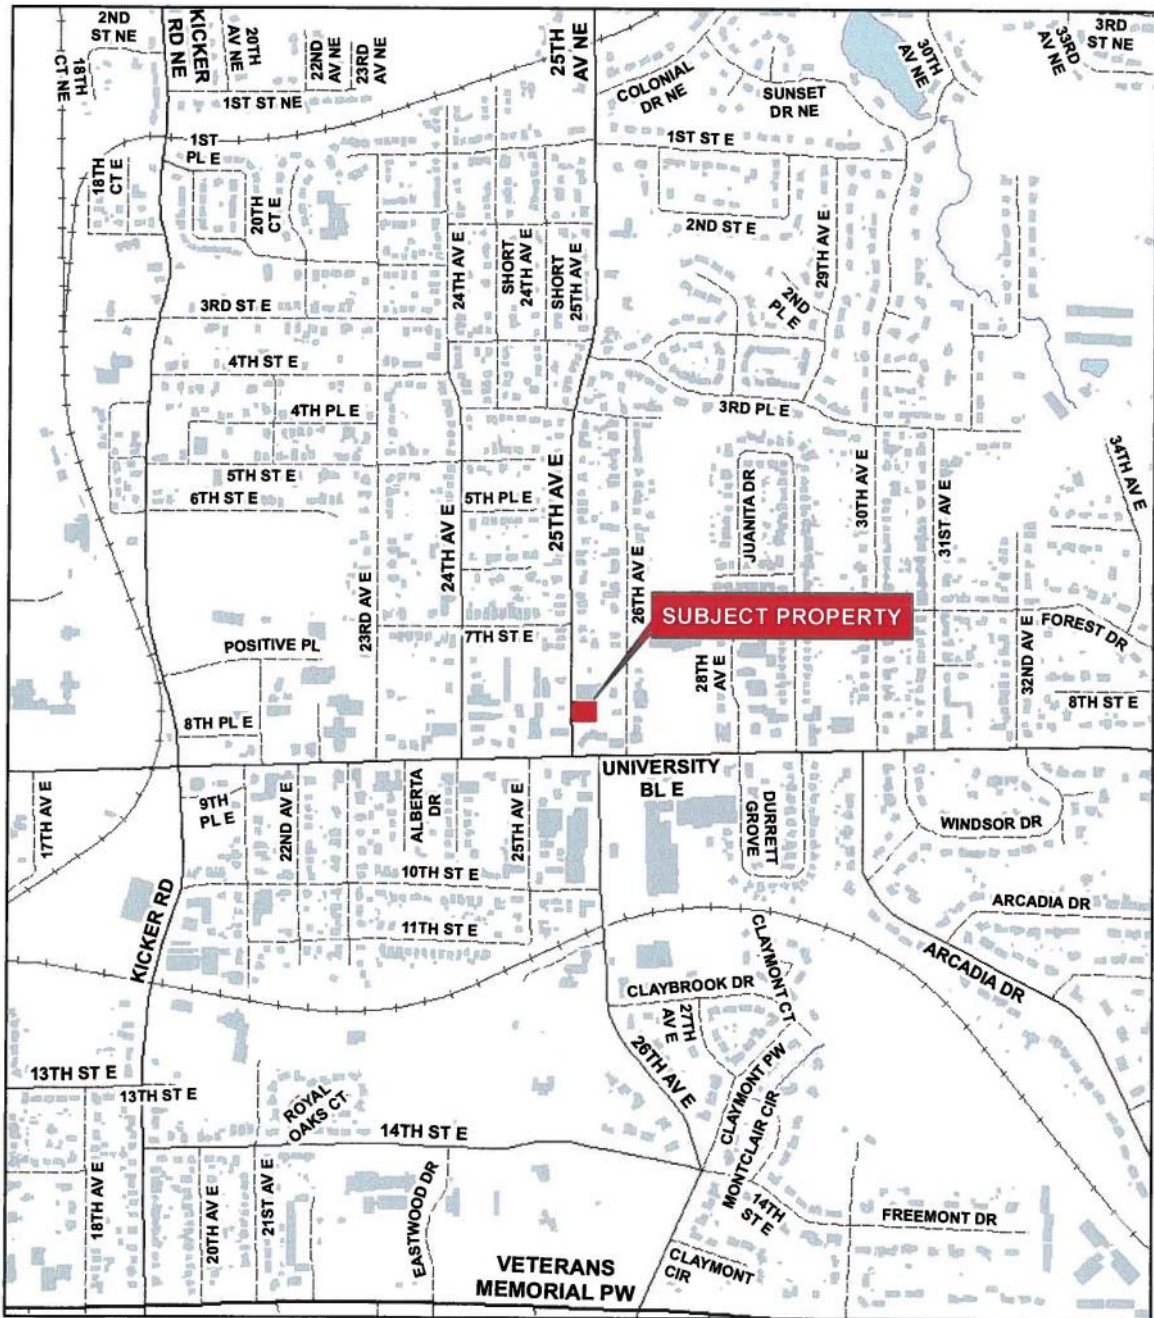 2ND
ST NE
18TH
CT NE
KICKER
RD NE
20TH
AV NE
22ND
AV NE
23RD
AV NE
1ST ST NE
25TH
AV NE
COLONIAL
DR NE
SUNSET
DR NE
30TH
AV NE
33RD
AV NE
3RD
ST NE
1ST
PL E
18TH
CT E
20TH
CT E
1ST ST E
2ND ST E
24TH AV E
SHORT
24TH AV E
SHORT
25TH AV E
29TH AV E
2ND
PL E
3RD ST E
4TH ST E
4TH PL E
3RD PL E
5TH ST E
6TH ST E
5TH PL E
24TH AV E
25TH AV E
JUANITA DR
30TH AV E
31ST AV E
34TH AV E
23RD AV E
26TH AV E
SUBJECT PROPERTY
7TH ST E
POSITIVE PL
28TH
AV E
32ND AV E
FOREST DR
8TH PL E
8TH ST E
UNIVERSITY
BL E
17TH AV E
9TH
PL E
22ND AV E
ALBERTA
DR
25TH AV E
DURRETT
GROVE
WINDSOR DR
10TH ST E
11TH ST E
ARCADIA DR
KICKER RD
ARCADIA DR
CLAYBROOK DR
CLAYMONT CT
27TH
AV E
26TH AV E
CLAYMONT PW
MONTCLAIR CIR
13TH ST E
13TH ST E
ROYAL
OAKS CT
14TH ST E
18TH AV E
20TH AV E
21ST AV E
EASTWOOD DR
14TH
ST E
FREEMONT DR
CLAYMONT
CIR
VETERANS
MEMORIAL PW